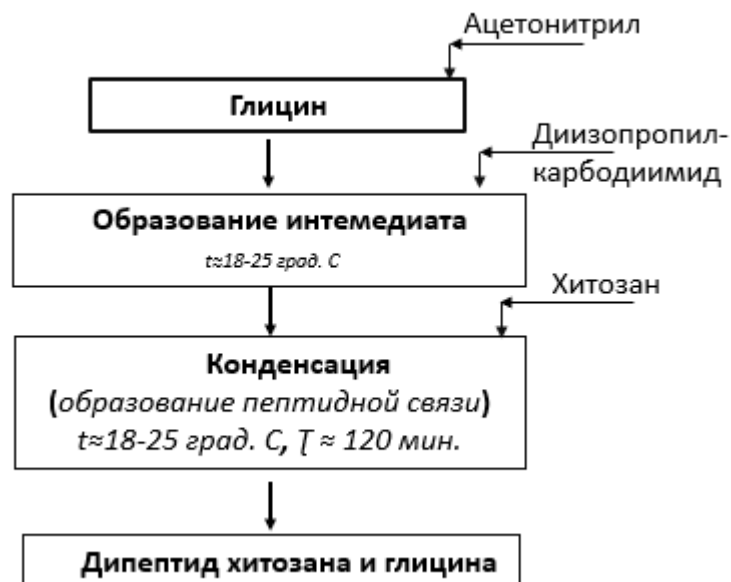 Ацетонитрил
Глицин
Диизопропил-
карбодиимид
Образование интемедиата
t≈18-25 град. С
Хитозан
Конденсация
(образование пептидной связи)
t≈18-25 град. С, Ʈ ≈ 120 мин.
Дипептид хитозана и глицина